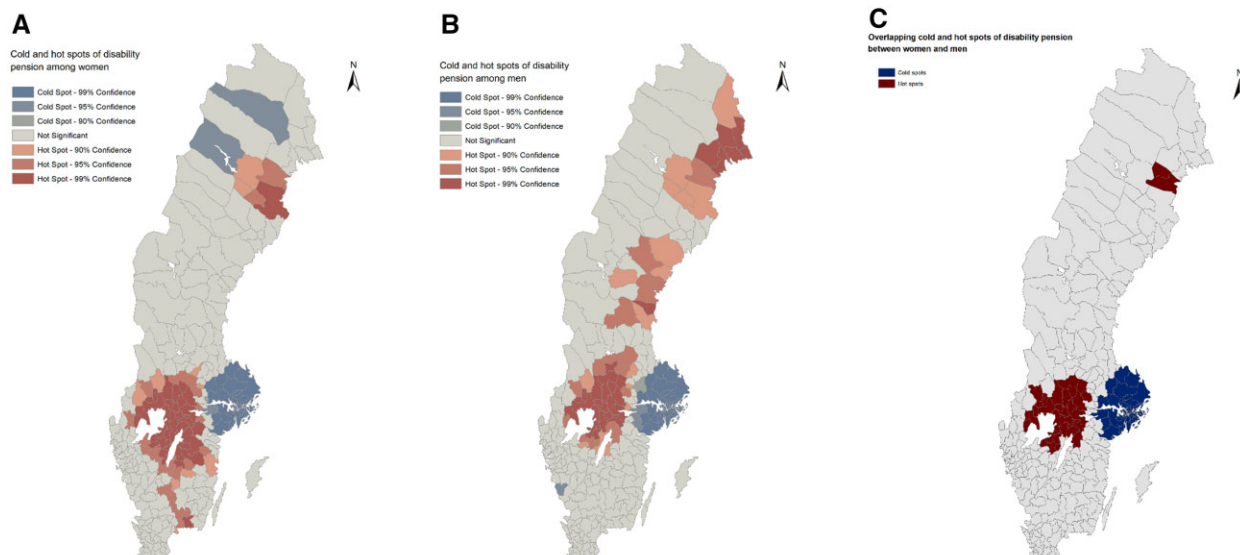 A
Cold and hot spots of disability
pension among women
N
Cold Spot - 99% Confidence
Cold Spot - 95% Confidence
Cold Spot - 90% Confidence
Not Significant
Hot Spot - 90% Confidence
Hot Spot - 95% Confidence
Hot Spot - 99% Confidence
B
Cold and hot spots of disability
pension among men
N
Cold Spot - 99% Confidence
Cold Spot - 95% Confidence
Cold Spot - 90% Confidence
Not Significant
Hot Spot - 90% Confidence
Hot Spot - 95% Confidence
Hot Spot - 99% Confidence
C
Overlapping cold and hot spots of disability pension
between women and men
N
Cold spots
Hot spots